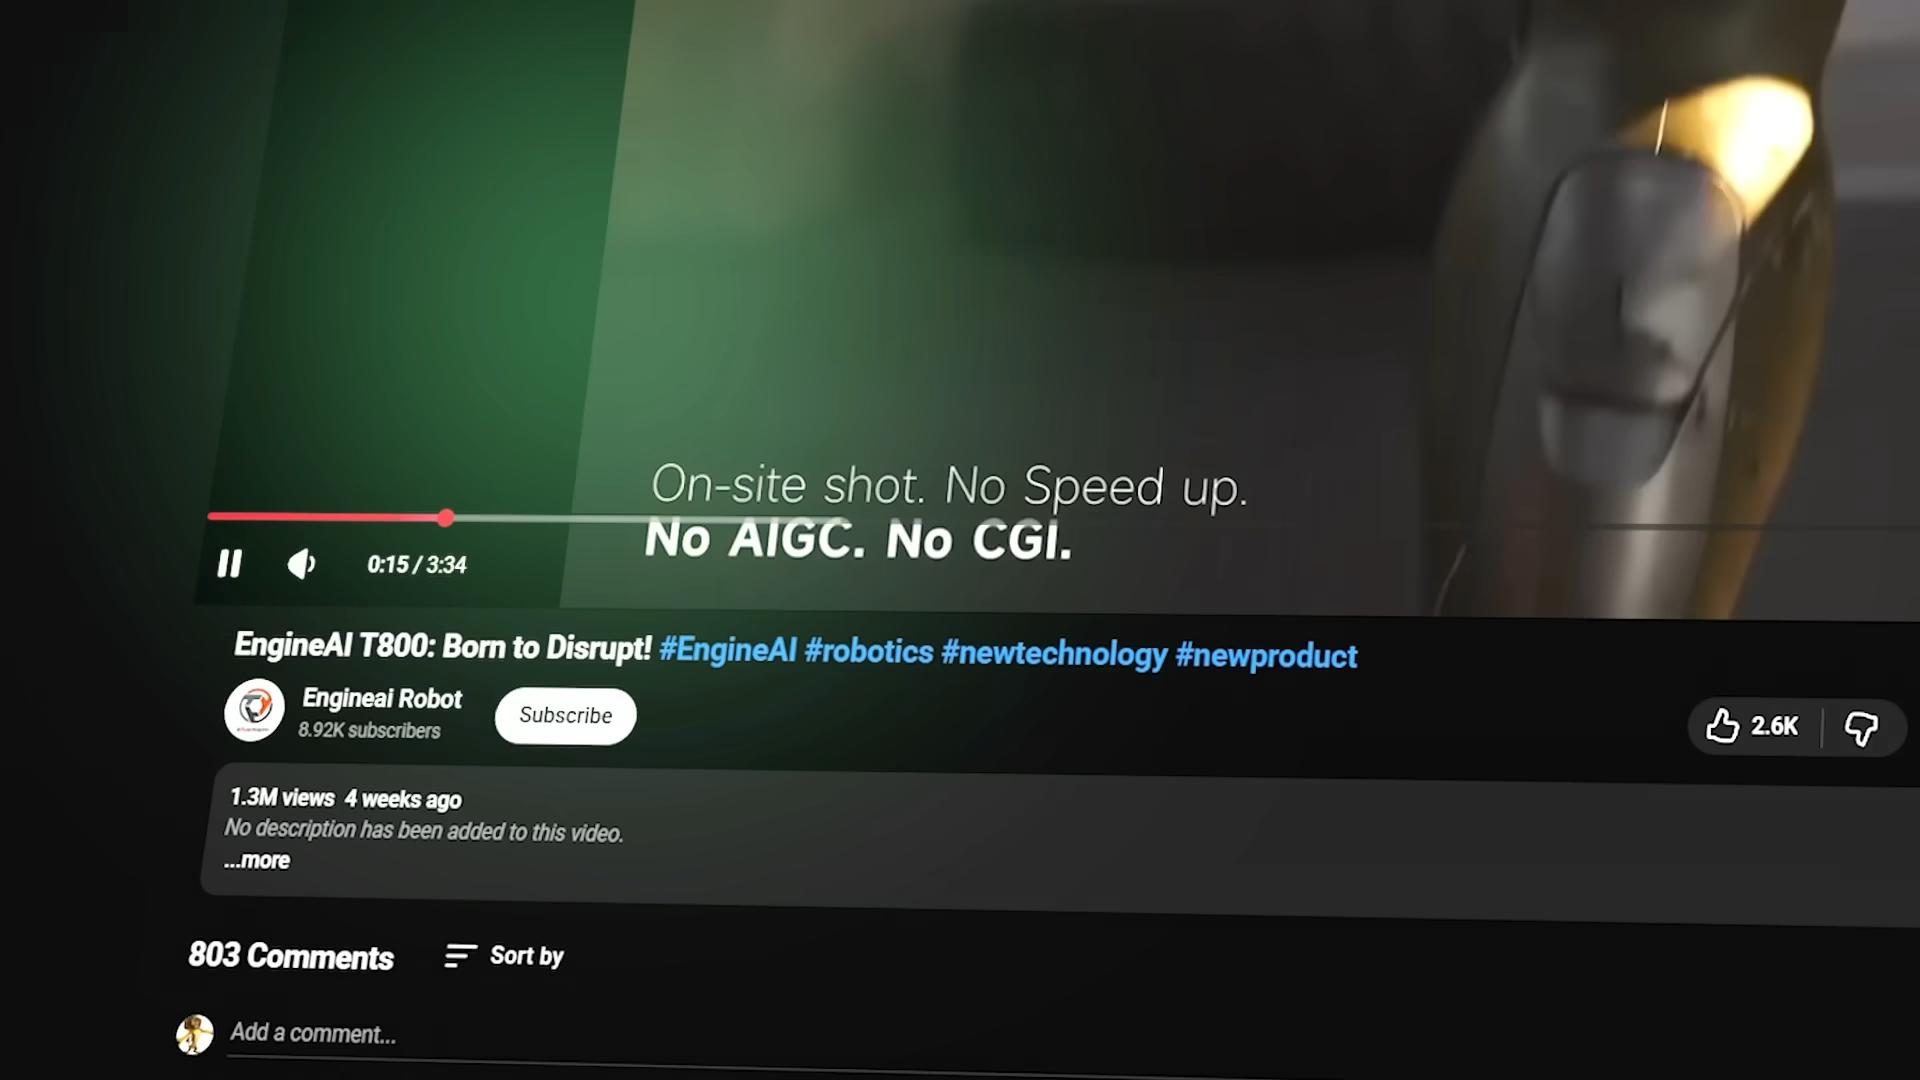 On-site shot. No Speed up.
No AIGC. No CGI.
0:15 / 3:34
EngineAI T800: Born to Disrupt! #EngineAI #robotics #newtechnology #newproduct
Engineai Robot
8.92K subscribers
Subscribe
2.6K
1.3M views 4 weeks ago
No description has been added to this video.
...more
803 Comments
Sort by
Add a comment...